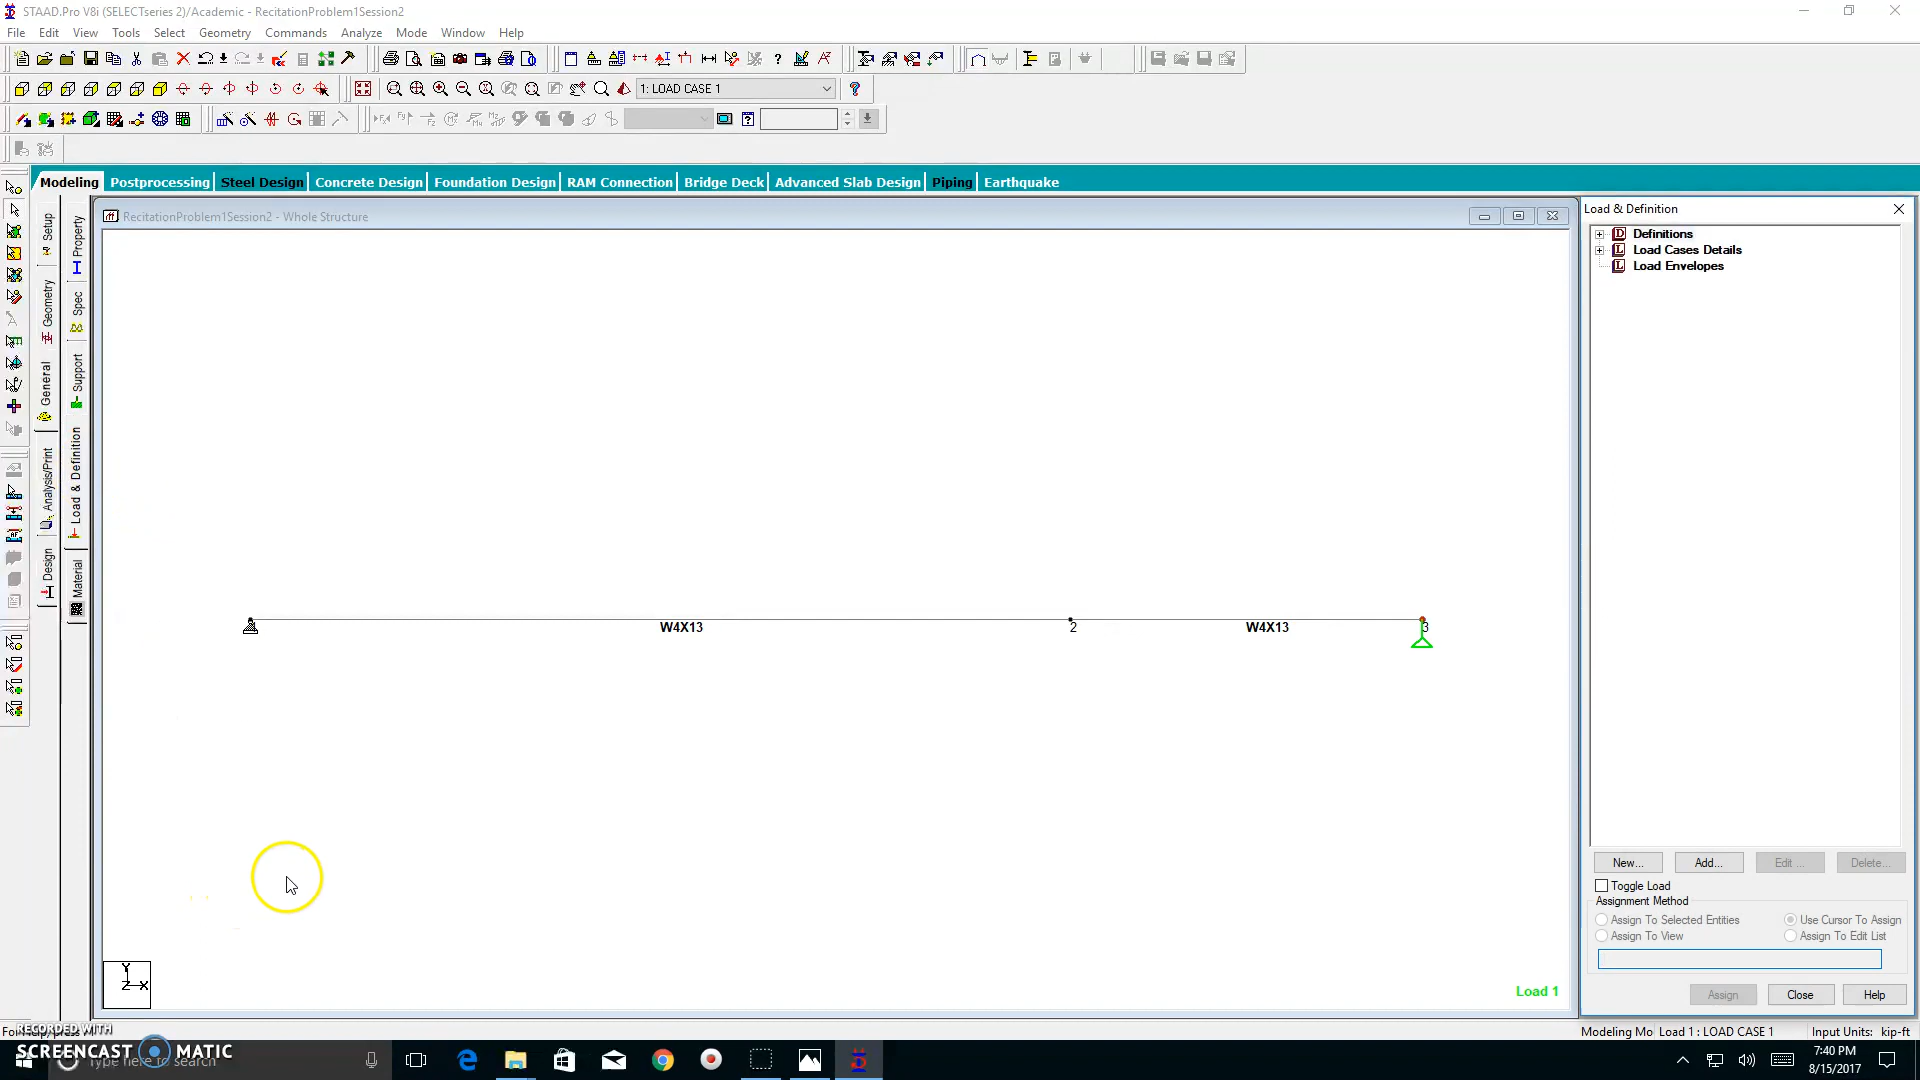 STAAD.Pro V8i (SELECTseries 2)/Academic - RecitationProblem1Session2
File Edit View Tools Select Geometry Commands Analyze Mode Window Help
1: LOAD CASE 1
Modeling Postprocessing Steel Design Concrete Design Foundation Design RAM Connection Bridge Deck Advanced Slab Design Piping Earthquake
Setup
Geometry
General
Analysis/Print
Design
Property
Spec
Support
Load & Definition
Material
RecitationProblem1Session2 - Whole Structure
W4X13
2
W4X13
3
Y
Z X
Load 1
Load & Definition
Definitions
Load Cases Details
Load Envelopes
New... Add... Edit ... Delete...
Toggle Load
Assignment Method
Assign To Selected Entities Use Cursor To Assign
Assign To View Assign To Edit List
Assign Close Help
Modeling Mo Load 1 : LOAD CASE 1 Input Units: kip-ft
RECORDED WITH
SCREENCAST MATIC
Type here to search
7:40 PM
8/15/2017